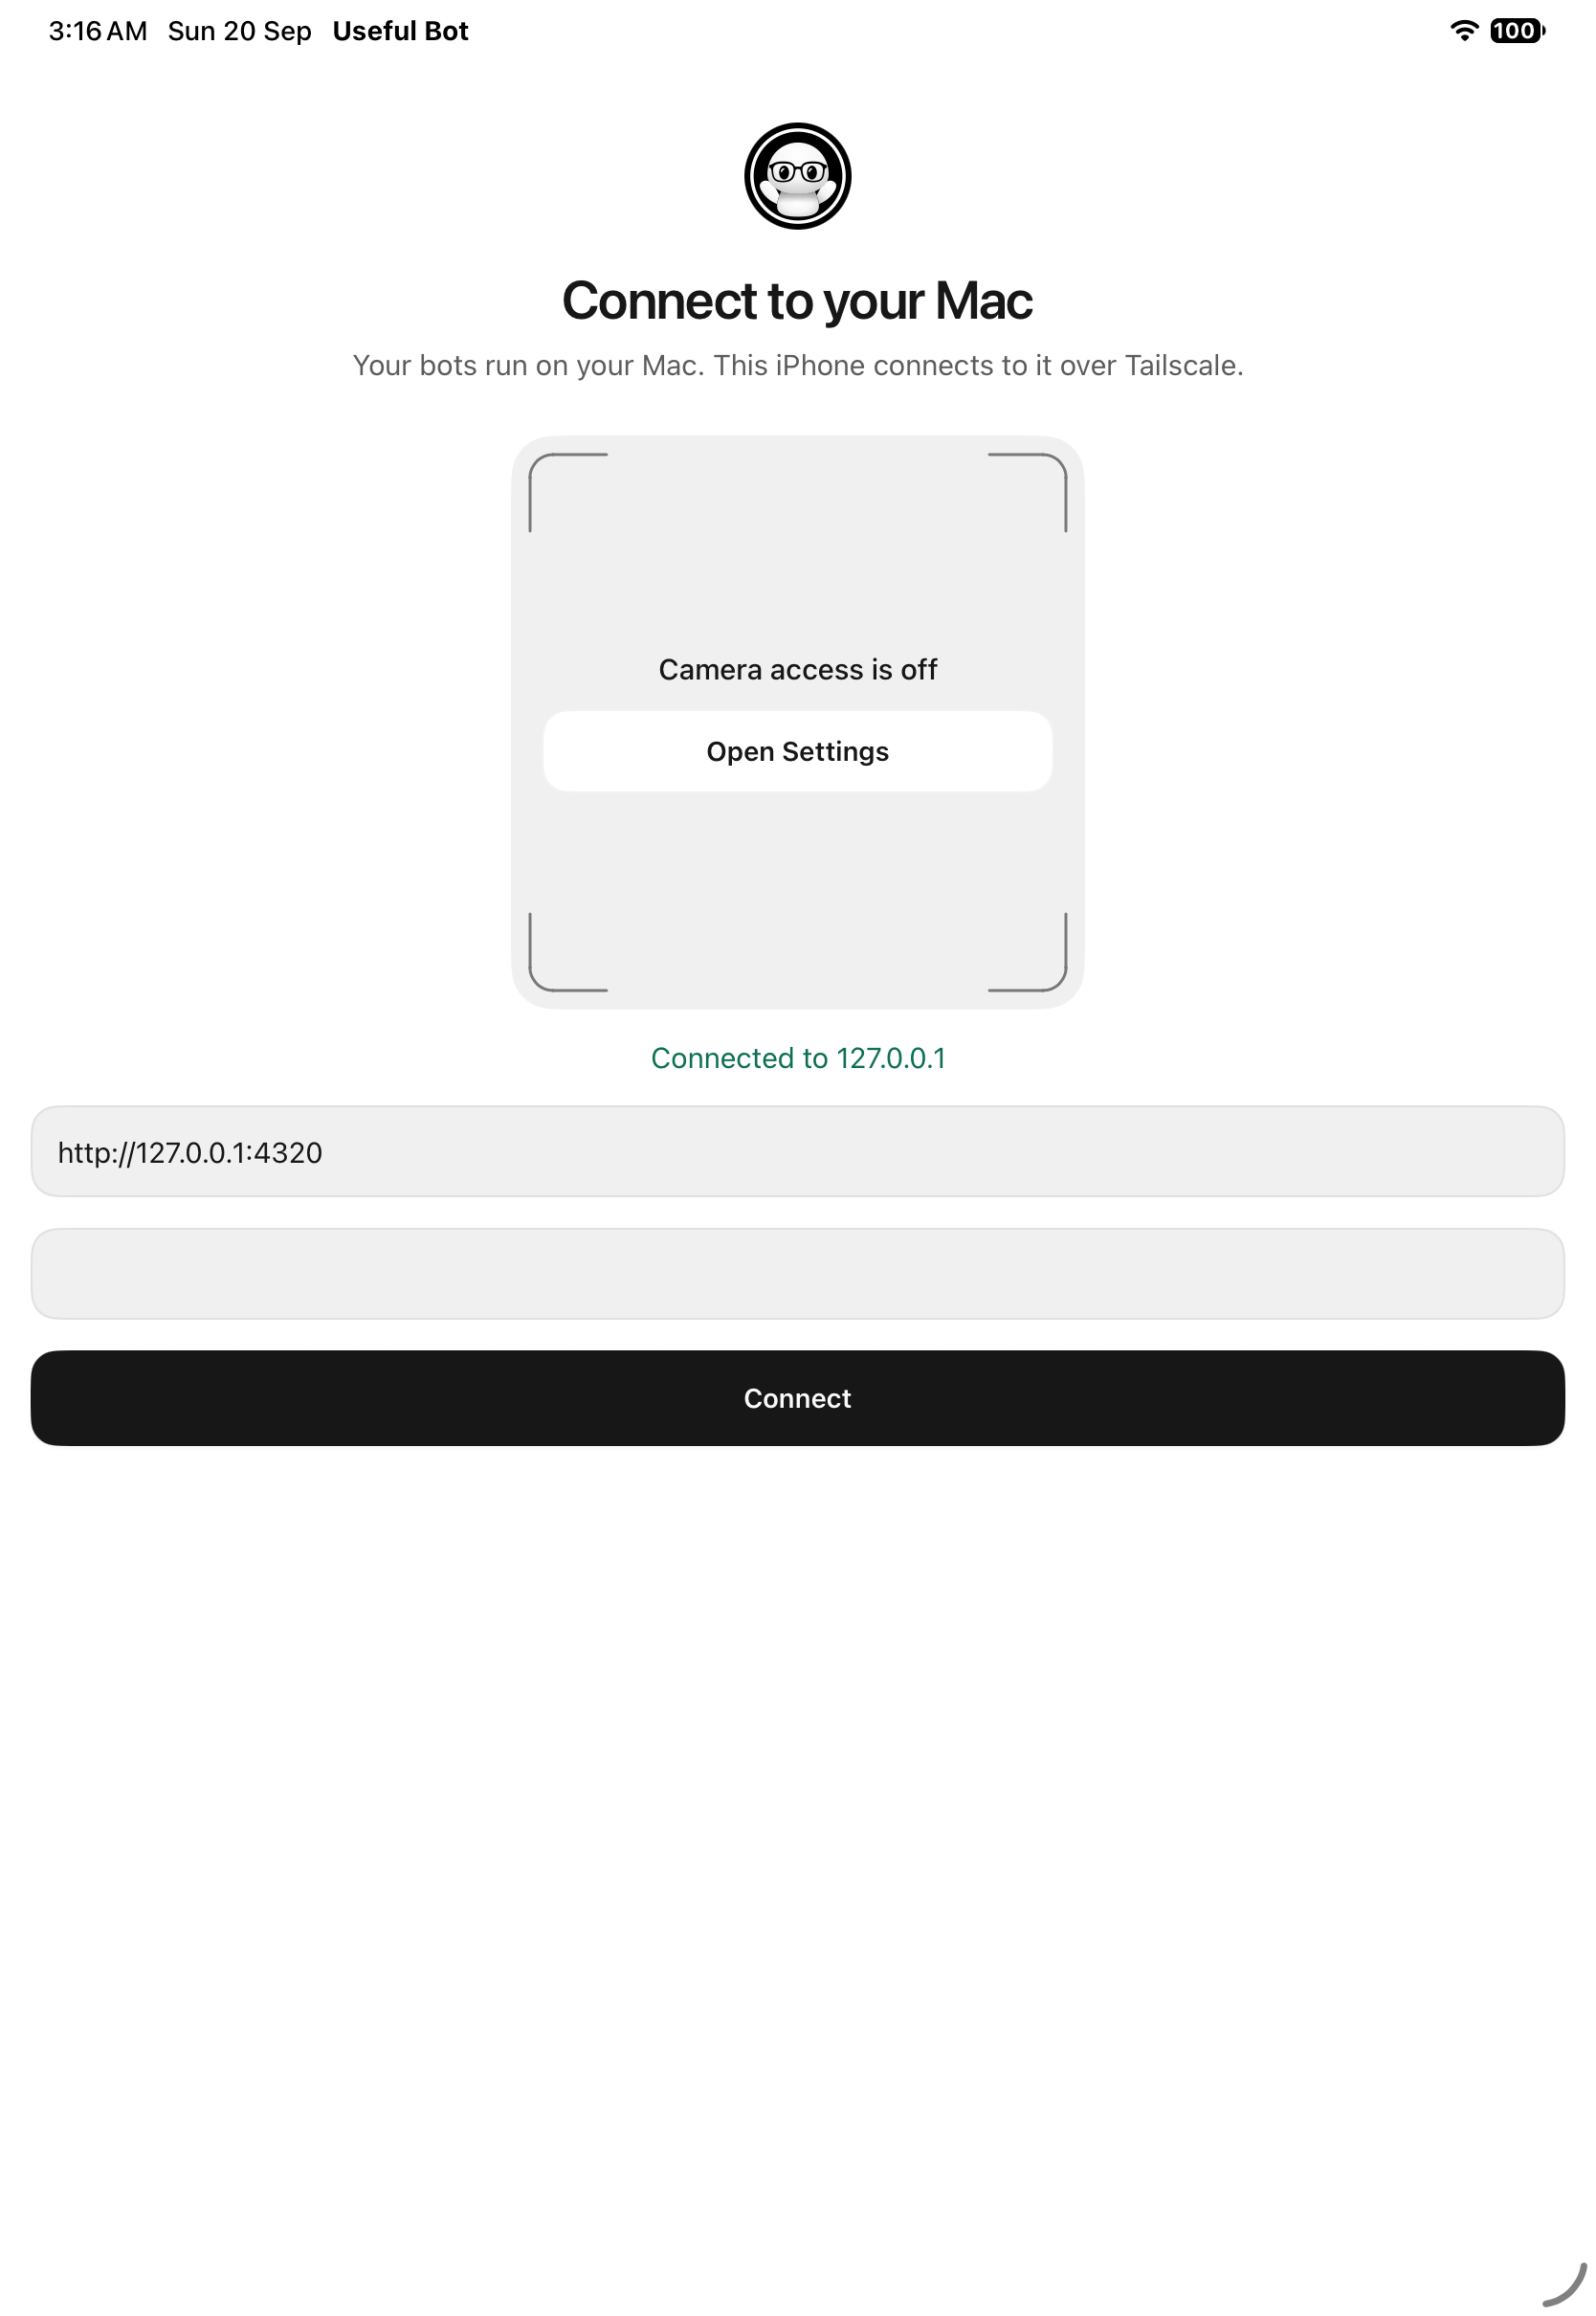 3:16 AM Sun 20 Sep Useful Bot
100
Connect to your Mac
Your bots run on your Mac. This iPhone connects to it over Tailscale.
Camera access is off
Open Settings
Connected to 127.0.0.1
http://127.0.0.1:4320
Connect